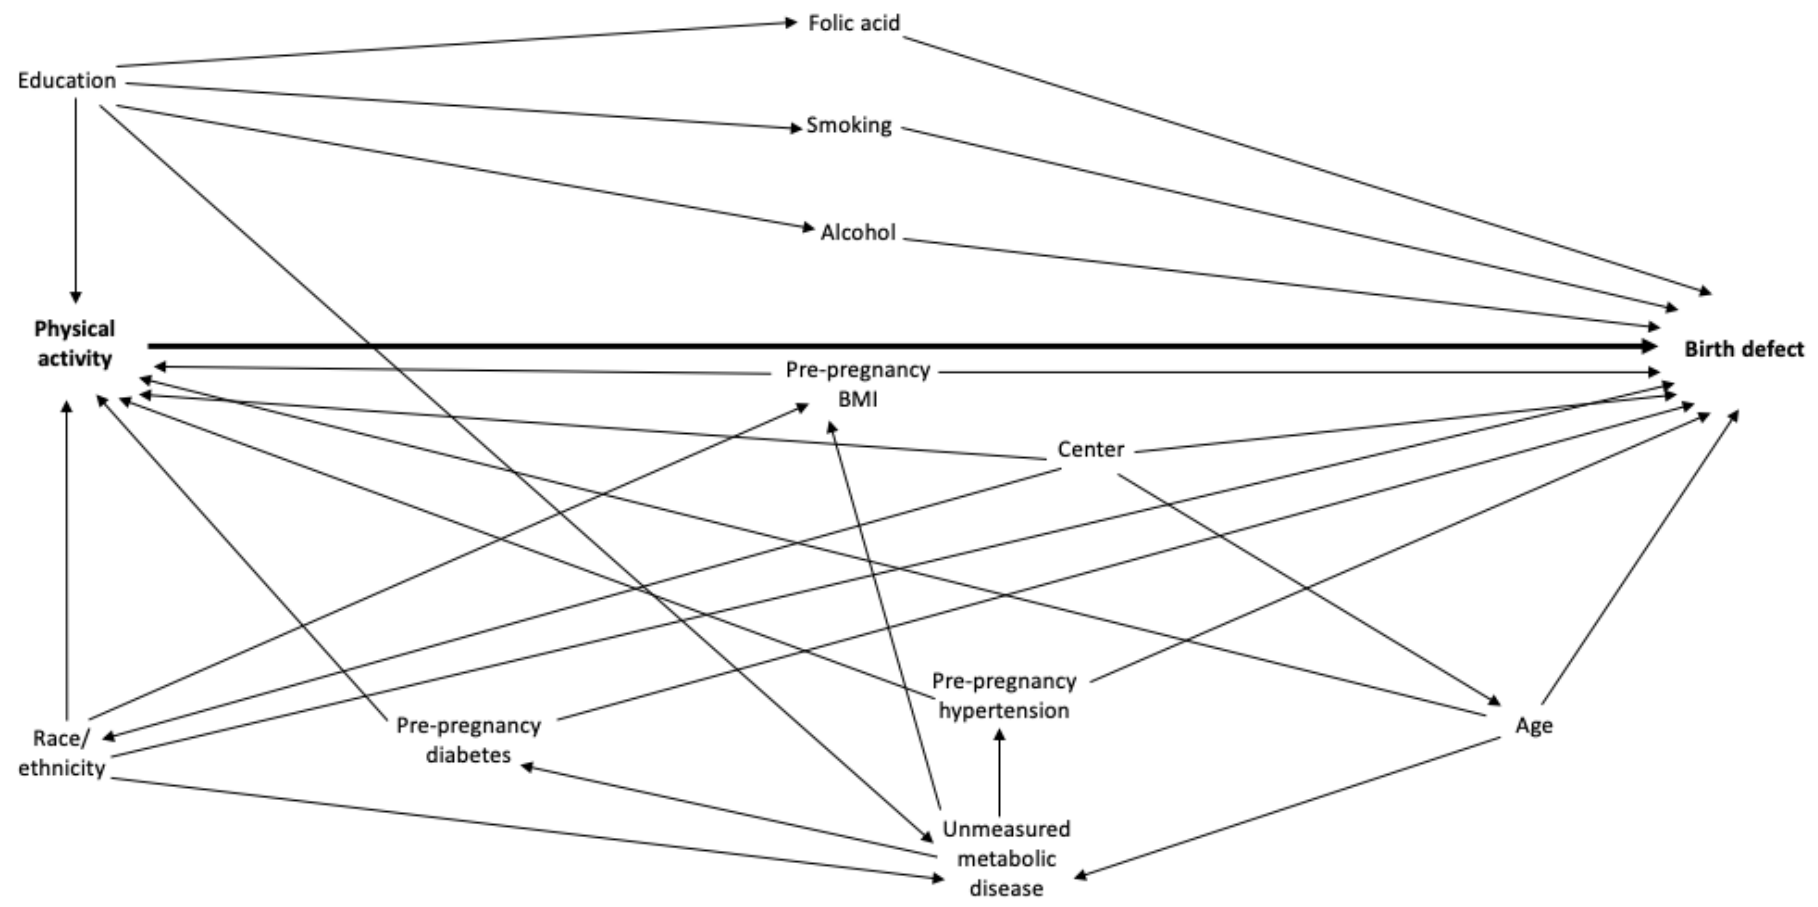 Folic acid
Education
Smoking
Alcohol
Physical
activity
Birth defect
Pre-pregnancy
BMI
Center
Pre-pregnancy
hypertension
Race/
ethnicity
Pre-pregnancy
diabetes
Age
Unmeasured
metabolic
disease